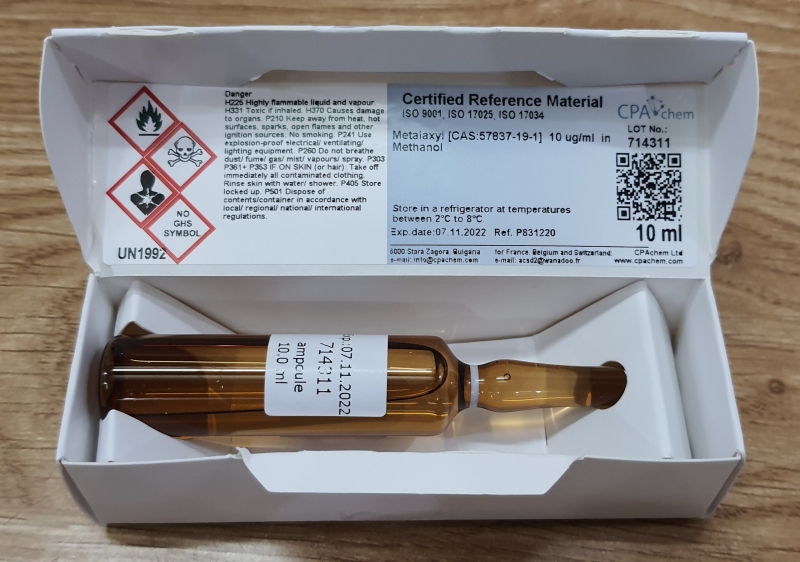 Danger
H225 Highly flammable liquid and vapour
H331 Toxic if inhaled. H370 Causes damage
to organs. P210 Keep away from heat, hot
surfaces, sparks, open flames and other
ignition sources. No smoking. P241 Use
explosion-proof electrical/ ventilating/
lighting equipment. P260 Do not breathe
dust/ fume/ gas/ mist/ vapours/ spray. P303
P361+ P353 IF ON SKIN (or hair): Take off
immediately all contaminated clothing.
Rinse skin with water/ shower. P405 Store
locked up. P501 Dispose of
contents/container in accordance with
local/ regional/ national/ international
regulations.
NO
GHS
SYMBOL
UN1992
Certified Reference Material
ISO 9001, ISO 17025, ISO 17034
Metalaxyl [CAS:57837-19-1] 10 ug/ml in
Methanol
Store in a refrigerator at temperatures
between 2°C to 8°C
Exp.date:07.11.2022 Ref. P831220
CPAchem
LOT No.:
714311
10 ml
6000 Stara Zagora, Bulgaria
e-mail: info@cpachem.com
for France, Belgium and Switzerland:
e-mail: acsd2@wanadoo.fr
CPAchem Ltd
www.cpachem.com
07.11.2022
714311
ampoule
10.0 ml